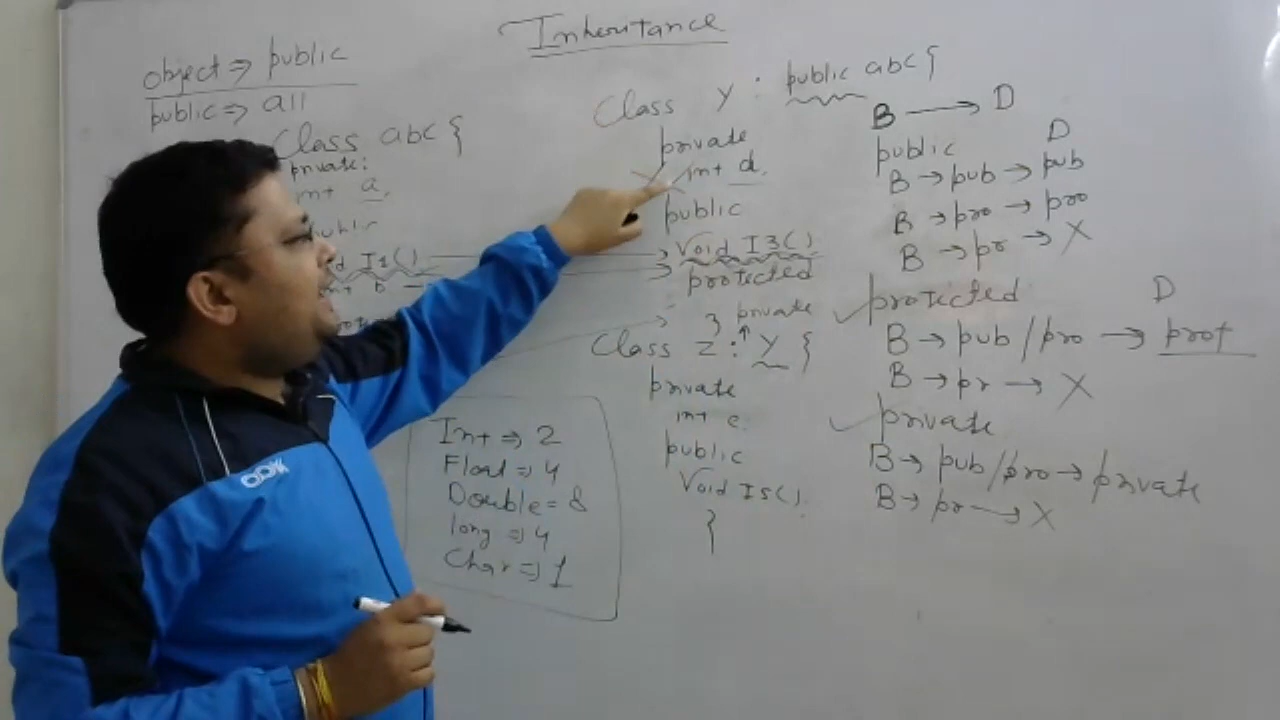 Inheritance
object => public
public => all
Class abc {
private:
int a,
I1()
Class Y : public abc {
private
int d,
public
Void I3()
protected
}
private
Class Z : Y {
private
int e
public
Void I5().
}
B → D
D
public
B → pub → pub
B → pro → pro
B → pr → X
protected
D
B → pub / pro → prot
B → pr → X
private
B → pub/pro → private
B → pr → X
Int => 2
Float => 4
Double = 8
long => 4
Char => 1